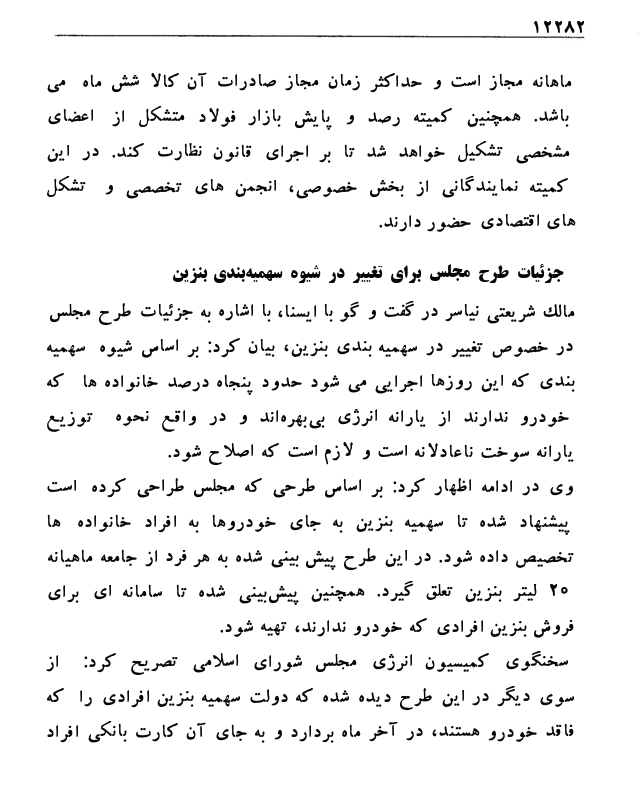 ۱۲۲۸۲
ماهانه مجاز است و حداکثر زمان مجاز صادرات آن کالا شش ماه می
باشد. همچنین کمیته رصد و پایش بازار فولاد متشکل از اعضای
مشخصی تشکیل خواهد شد تا بر اجرای قانون نظارت کند. در این
کمیته نمایندگانی از بخش خصوصی، انجمن های تخصصی و تشکل
های اقتصادی حضور دارند.
جزئیات طرح مجلس برای تغییر در شیوه سهمیه‌بندی بنزین
مالك شریعتی نیاسر در گفت و گو با ایسنا، با اشاره به جزئیات طرح مجلس
در خصوص تغییر در سهمیه بندی بنزین، بیان کرد: بر اساس شیوه سهمیه
بندی که این روزها اجرایی می شود حدود پنجاه درصد خانواده ها که
خودرو ندارند از یارانه انرژی بی‌بهره‌اند و در واقع نحوه توزیع
یارانه سوخت ناعادلانه است و لازم است که اصلاح شود.
وی در ادامه اظهار کرد: بر اساس طرحی که مجلس طراحی کرده است
پیشنهاد شده تا سهمیه بنزین به جای خودروها به افراد خانواده ها
تخصیص داده شود. در این طرح پیش بینی شده به هر فرد از جامعه ماهیانه
۲۵ لیتر بنزین تعلق گیرد. همچنین پیش‌بینی شده تا سامانه ای برای
فروش بنزین افرادی که خودرو ندارند، تهیه شود.
سخنگوی کمیسیون انرژی مجلس شورای اسلامی تصریح کرد: از
سوی دیگر در این طرح دیده شده که دولت سهمیه بنزین افرادی را که
فاقد خودرو هستند، در آخر ماه بردارد و به جای آن کارت بانکی افراد